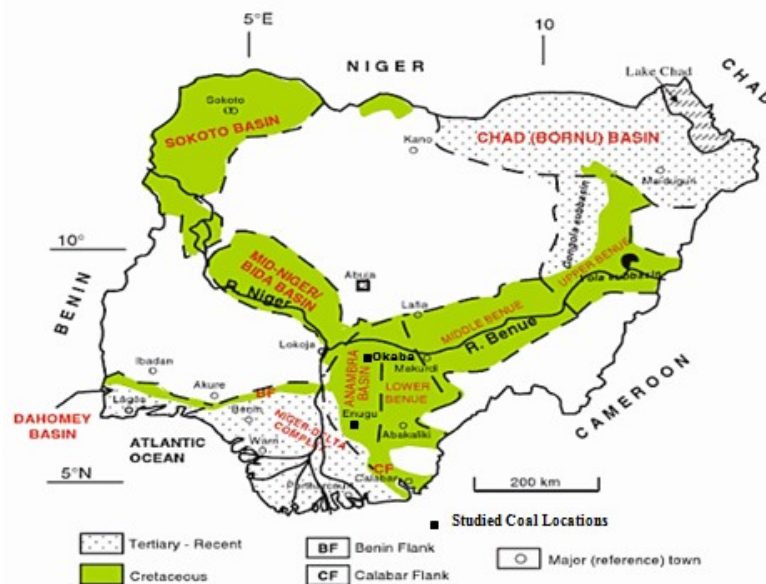 5°E
10
NIGER
CHAD
Lake Chad
Sokoto
SOKOTO BASIN
Kano
CHAD (BORNU) BASIN
Maiduguri
Gongola subbasin
10°
BENIN
MID-NIGER/
BIDA BASIN
R. Niger
Abuja
UPPER BENUE
Yola subbasin
Lafia
MIDDLE BENUE
R. Benue
Lokoja
Okaba
Makurdi
Ibadan
Akure
BF
ANAMBRA
BASIN
LOWER
BENUE
CAMEROON
Lagos
DAHOMEY
BASIN
Benin
NIGER-DELTA
Enugu
Abakaliki
ATLANTIC
OCEAN
Warri
CF
Calabar
5°N
Portharcourt
200 km
Studied Coal Locations
Tertiary - Recent
BF
Benin Flank
Major (reference) town
Cretaceous
CF
Calabar Flank